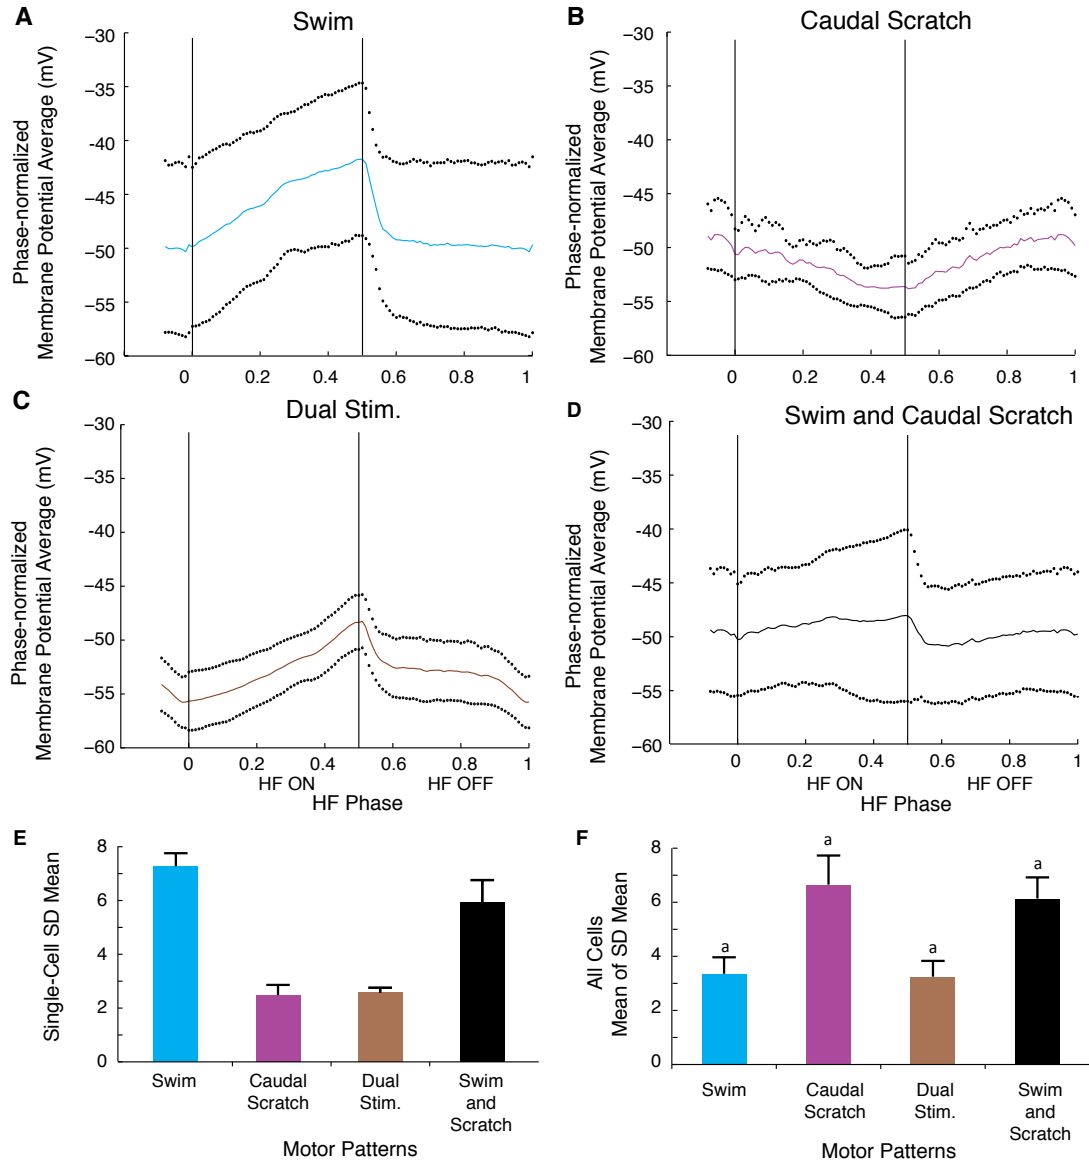 A
Swim
Phase-normalized
Membrane Potential Average (mV)
−30
−35
−40
−45
−50
−55
−60
0 0.2 0.4 0.6 0.8 1
B
Caudal Scratch
Phase-normalized
Membrane Potential Average (mV)
−30
−35
-40
−45
−50
−55
−60
0 0.2 0.4 0.6 0.8 1
C
Dual Stim.
Phase-normalized
Membrane Potential Average (mV)
−30
−35
-40
−45
−50
−55
−60
0 0.2 0.4 0.6 0.8 1
HF ON HF OFF
HF Phase
D
Swim and Caudal Scratch
Phase-normalized
Membrane Potential Average (mV)
−30
−35
-40
−45
−50
−55
−60
0 0.2 0.4 0.6 0.8 1
HF ON HF OFF
HF Phase
E
Single-Cell SD Mean
8
6
4
2
0
Swim
Caudal
Scratch
Dual
Stim.
Swim
and
Scratch
Motor Patterns
F
All Cells
Mean of SD Mean
8
6
4
2
0
a
a
a
a
Swim
Caudal
Scratch
Dual
Stim.
Swim
and
Scratch
Motor Patterns